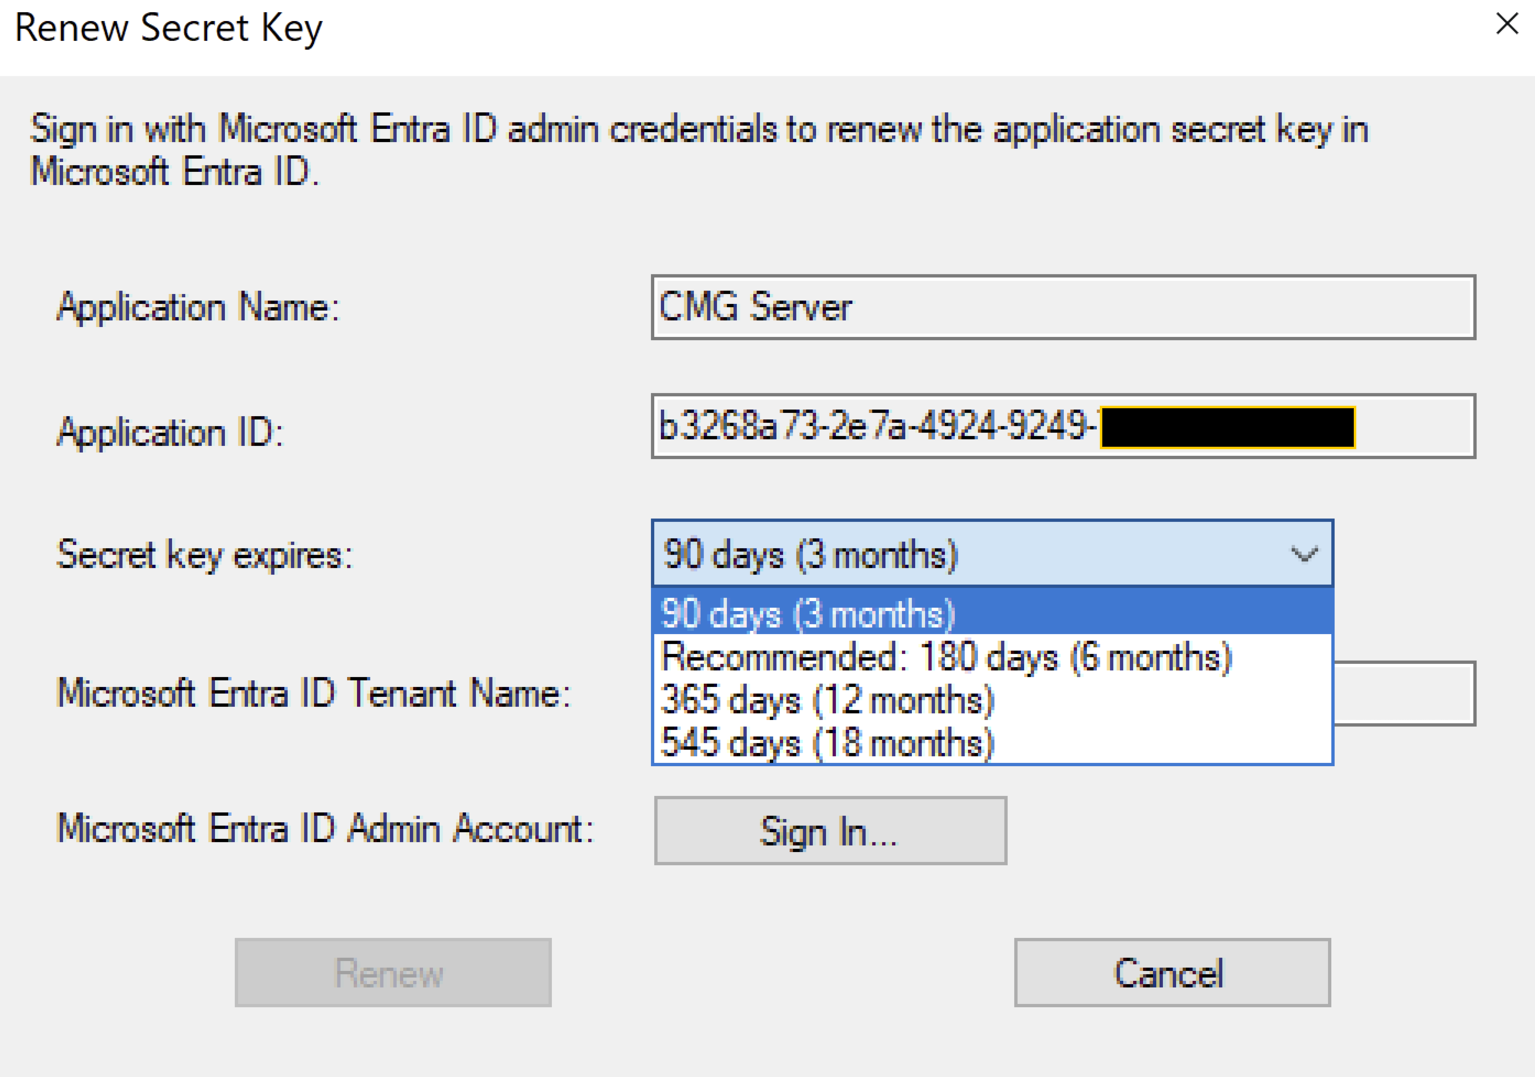 Renew Secret Key
Sign in with Microsoft Entra ID admin credentials to renew the application secret key in
Microsoft Entra ID.
Application Name:
CMG Server
Application ID:
b3268a73-2e7a-4924-9249-
Secret key expires:
90 days (3 months)
90 days (3 months)
Recommended: 180 days (6 months)
365 days (12 months)
545 days (18 months)
Microsoft Entra ID Tenant Name:
Microsoft Entra ID Admin Account:
Sign In...
Renew
Cancel